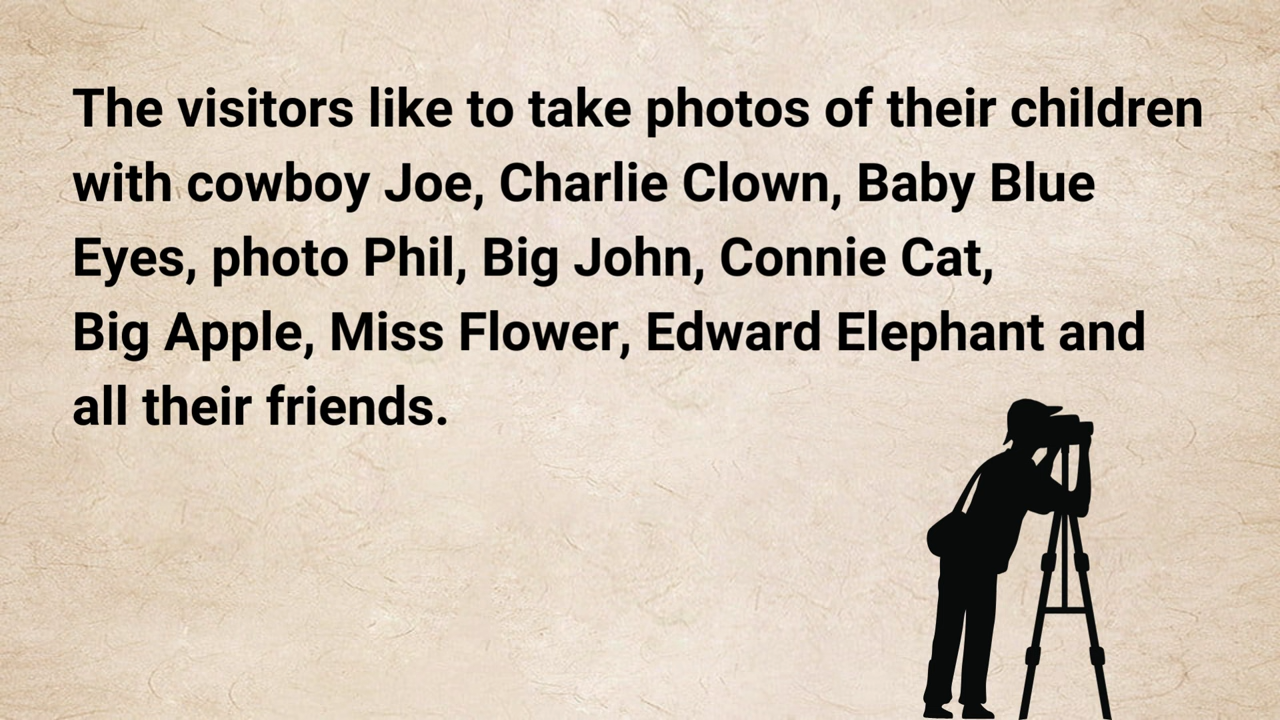 The visitors like to take photos of their children
with cowboy Joe, Charlie Clown, Baby Blue
Eyes, photo Phil, Big John, Connie Cat,
Big Apple, Miss Flower, Edward Elephant and
all their friends.